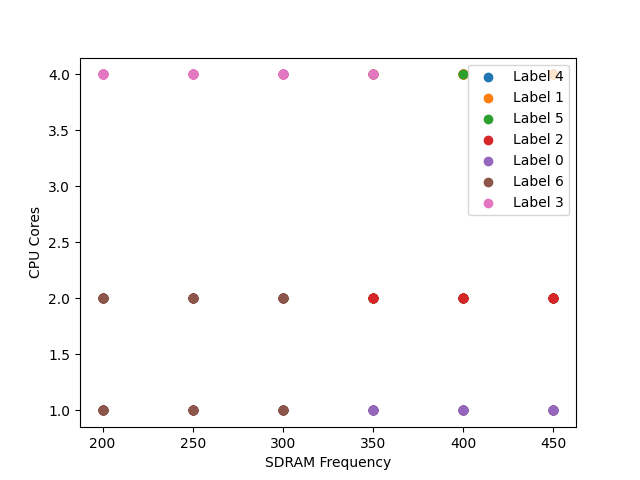 4.0
3.5
3.0
2.5
2.0
1.5
1.0
CPU Cores
200 250 300 350 400 450
SDRAM Frequency
Label 4
Label 1
Label 5
Label 2
Label 0
Label 6
Label 3